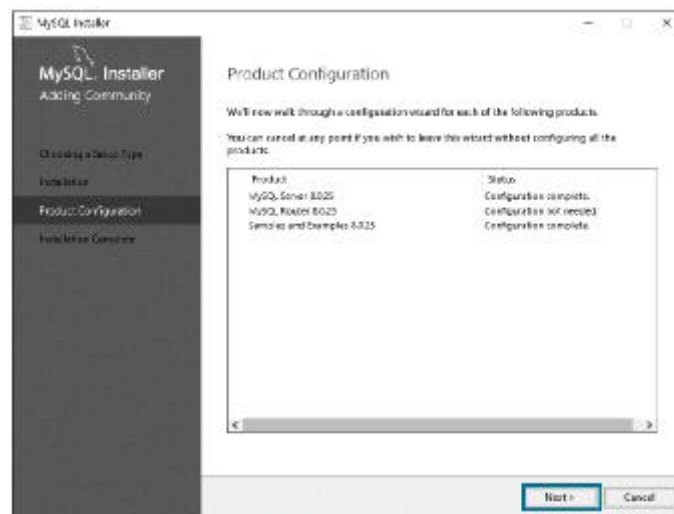 MySQL Installer
MySQL. Installer
Adding Community
Choosing a Setup Type
Installation
Product Configuration
Installation Complete
Product Configuration
We'll now walk through a configuration wizard for each of the following products.
You can cancel at any point if you wish to leave this wizard without configuring all the
products.
Product Status
MySQL Server 8.0.25 Configuration complete.
MySQL Router 8.0.25 Configuration not needed.
Samples and Examples 8.0.25 Configuration complete.
Next >
Cancel